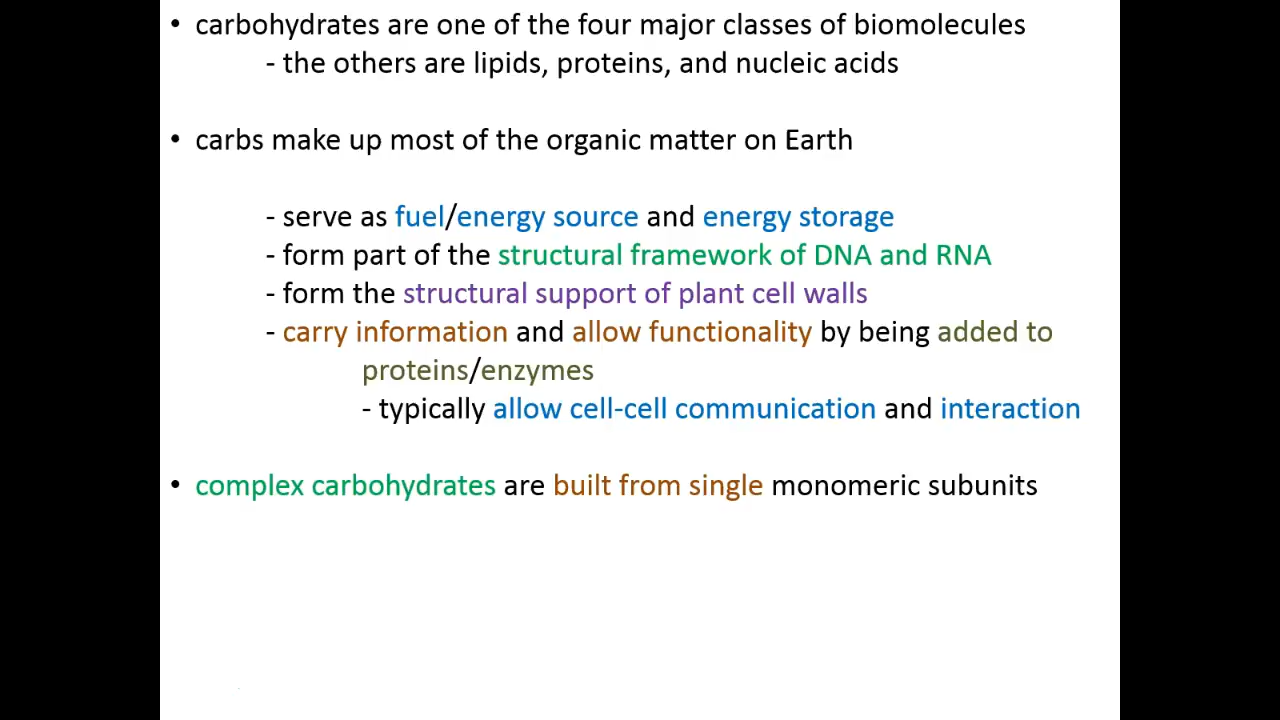 • carbohydrates are one of the four major classes of biomolecules
- the others are lipids, proteins, and nucleic acids
• carbs make up most of the organic matter on Earth
- serve as fuel/energy source and energy storage
- form part of the structural framework of DNA and RNA
- form the structural support of plant cell walls
- carry information and allow functionality by being added to
proteins/enzymes
- typically allow cell-cell communication and interaction
• complex carbohydrates are built from single monomeric subunits